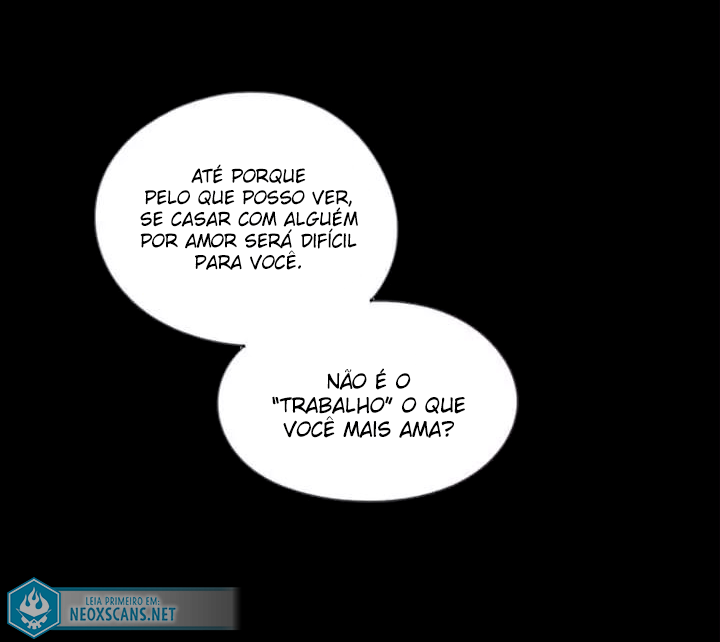 ATÉ PORQUE
PELO QUE POSSO VER,
SE CASAR COM ALGUÉM
POR AMOR SERÁ DIFÍCIL
PARA VOCÊ.
NÃO É O
“TRABALHO” O QUE
VOCÊ MAIS AMA?
LEIA PRIMEIRO EM:
NEOXSCANS.NET